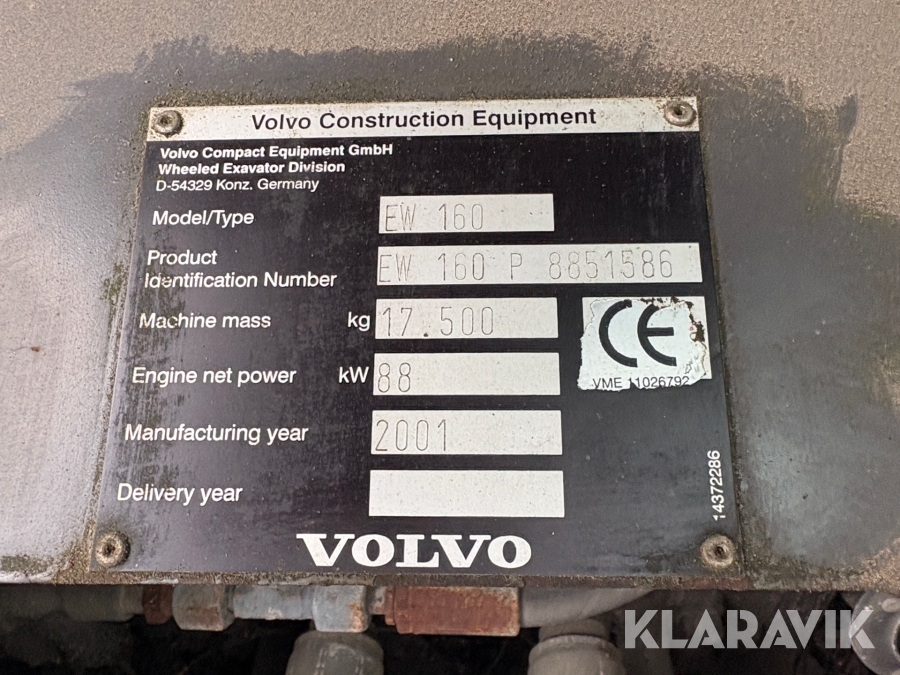 Volvo Construction Equipment
Volvo Compact Equipment GmbH
Wheeled Exavator Division
D-54329 Konz. Germany
Model/Type EW 160
Product
Identification Number EW 160 P 8851586
Machine mass kg 17.500
Engine net power kW 88
Manufacturing year 2001
Delivery year
CE
VME 11026792
14372286
VOLVO
KLARAVIK